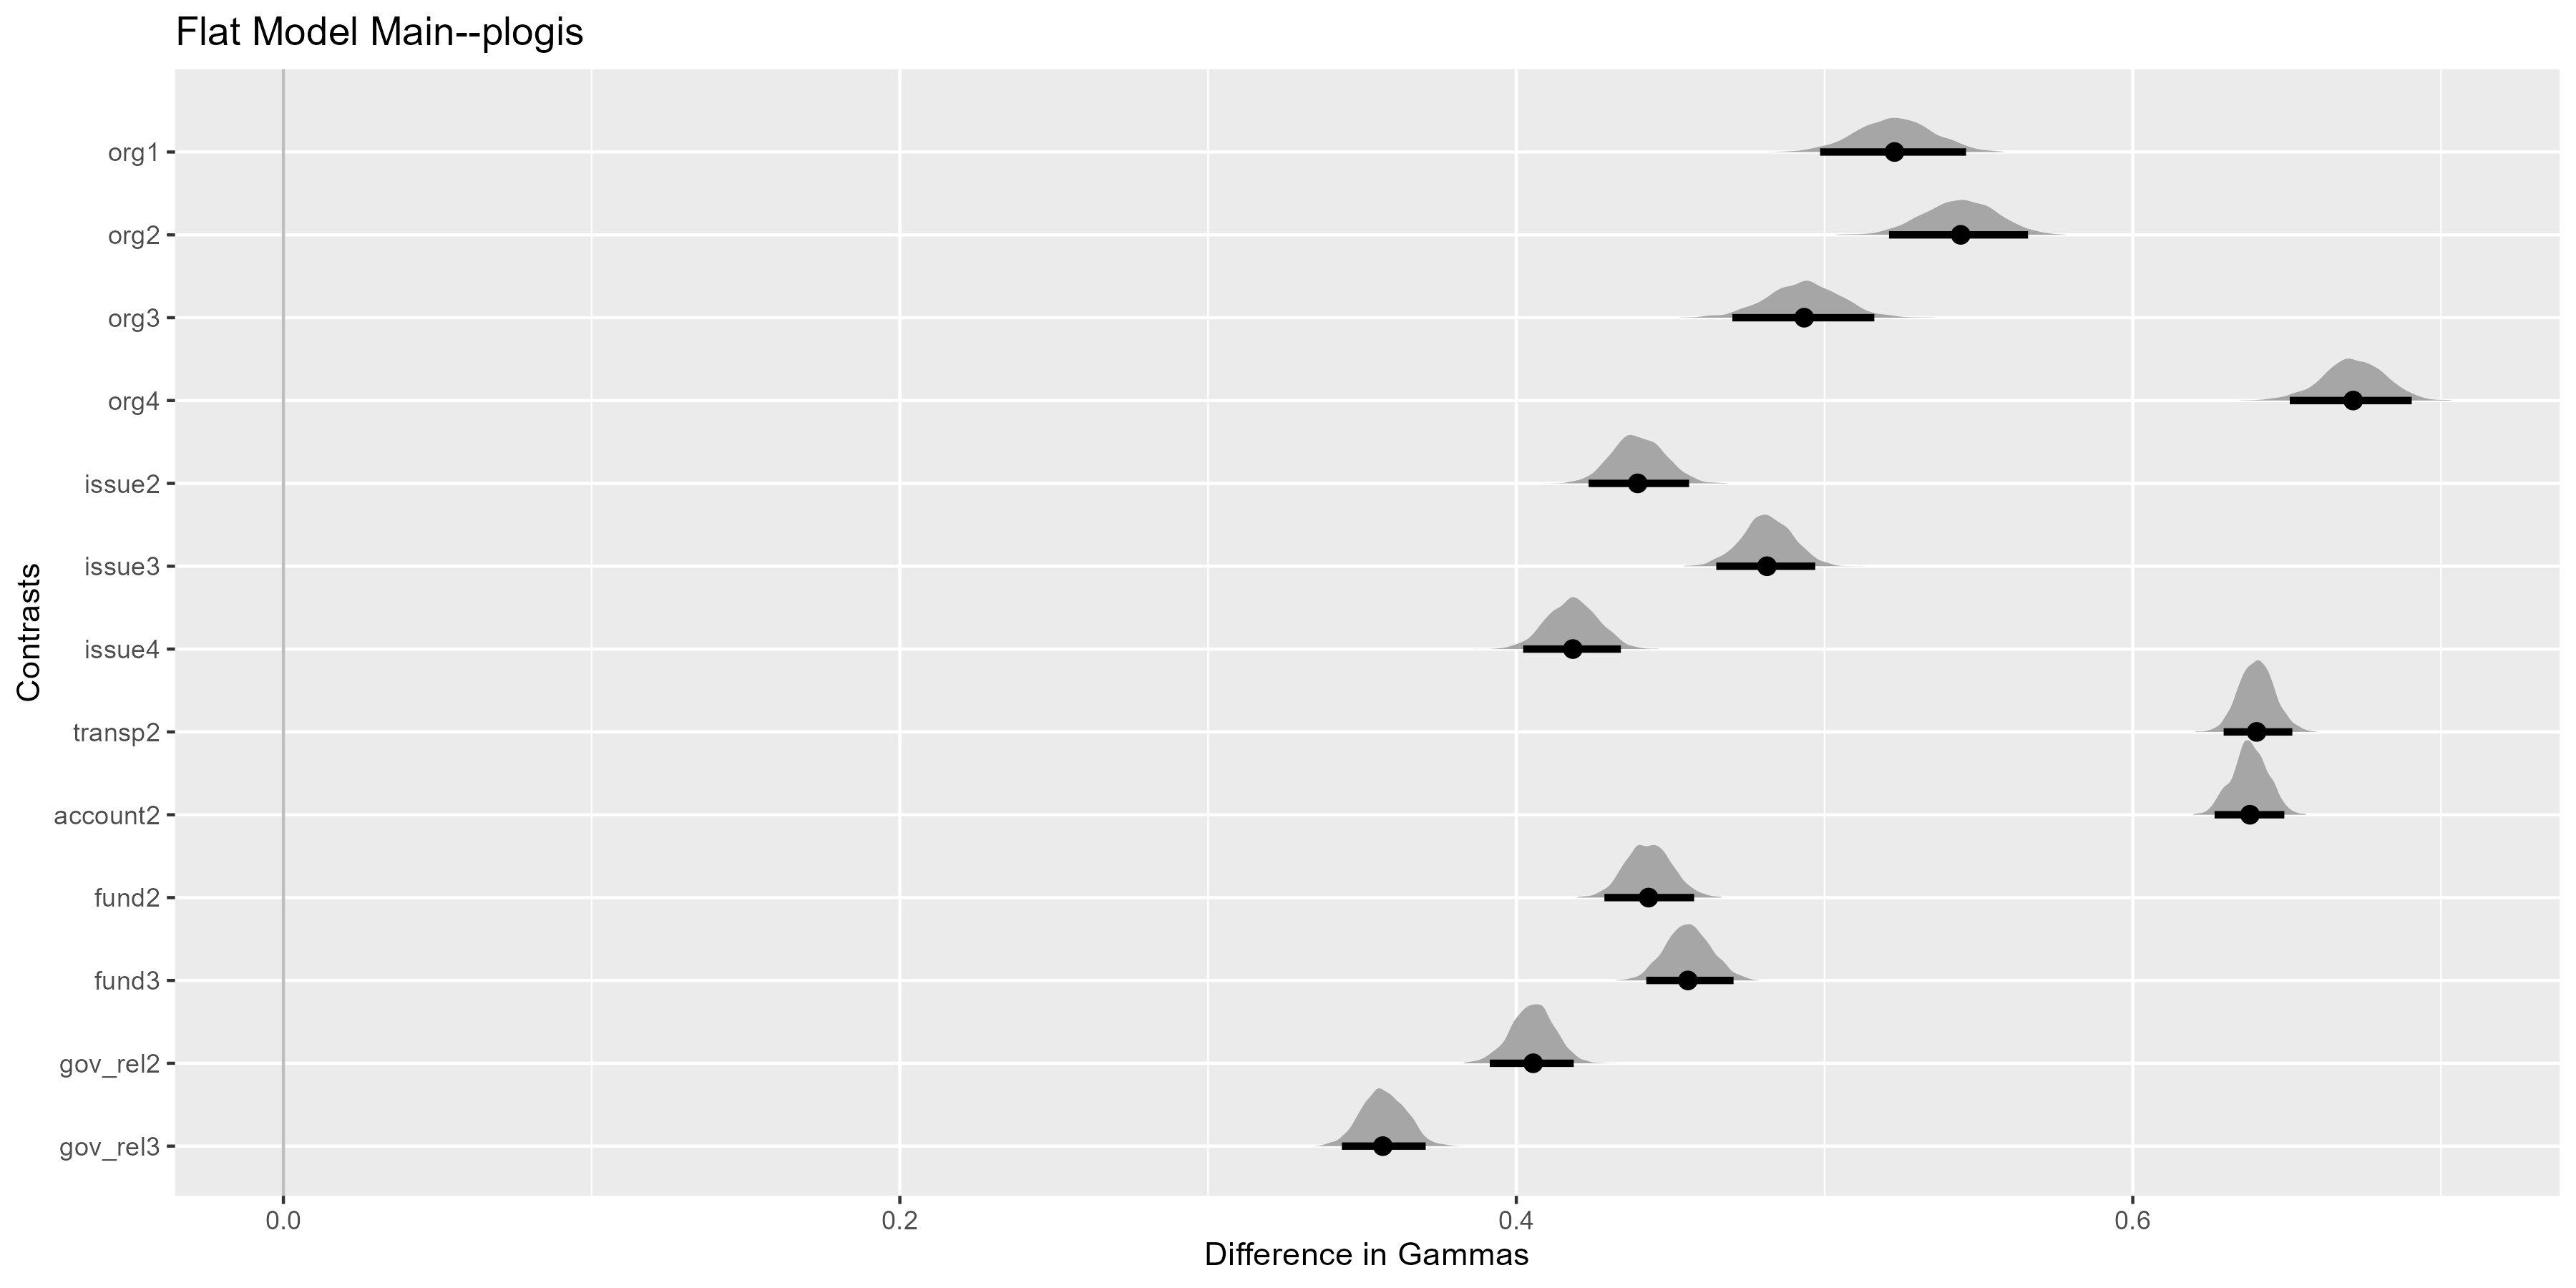 Flat Model Main--plogis
Contrasts
org1
org2
org3
org4
issue2
issue3
issue4
transp2
account2
fund2
fund3
gov_rel2
gov_rel3
0.0 0.2 0.4 0.6
Difference in Gammas